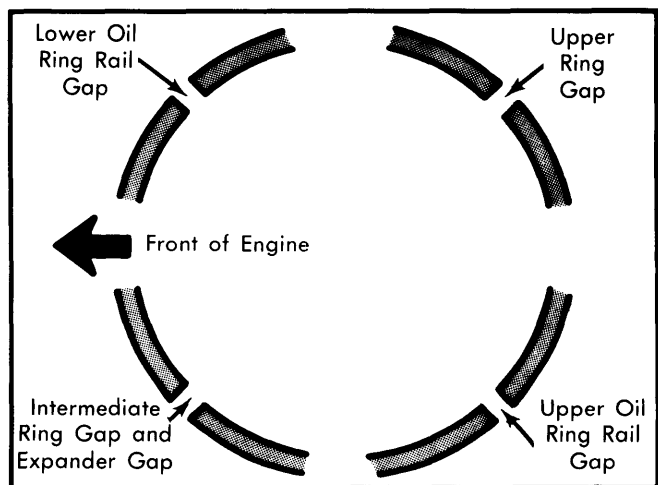 Lower Oil
Ring Rail
Gap
Upper
Ring
Gap
Front of Engine
Intermediate
Ring Gap and
Expander Gap
Upper Oil
Ring Rail
Gap